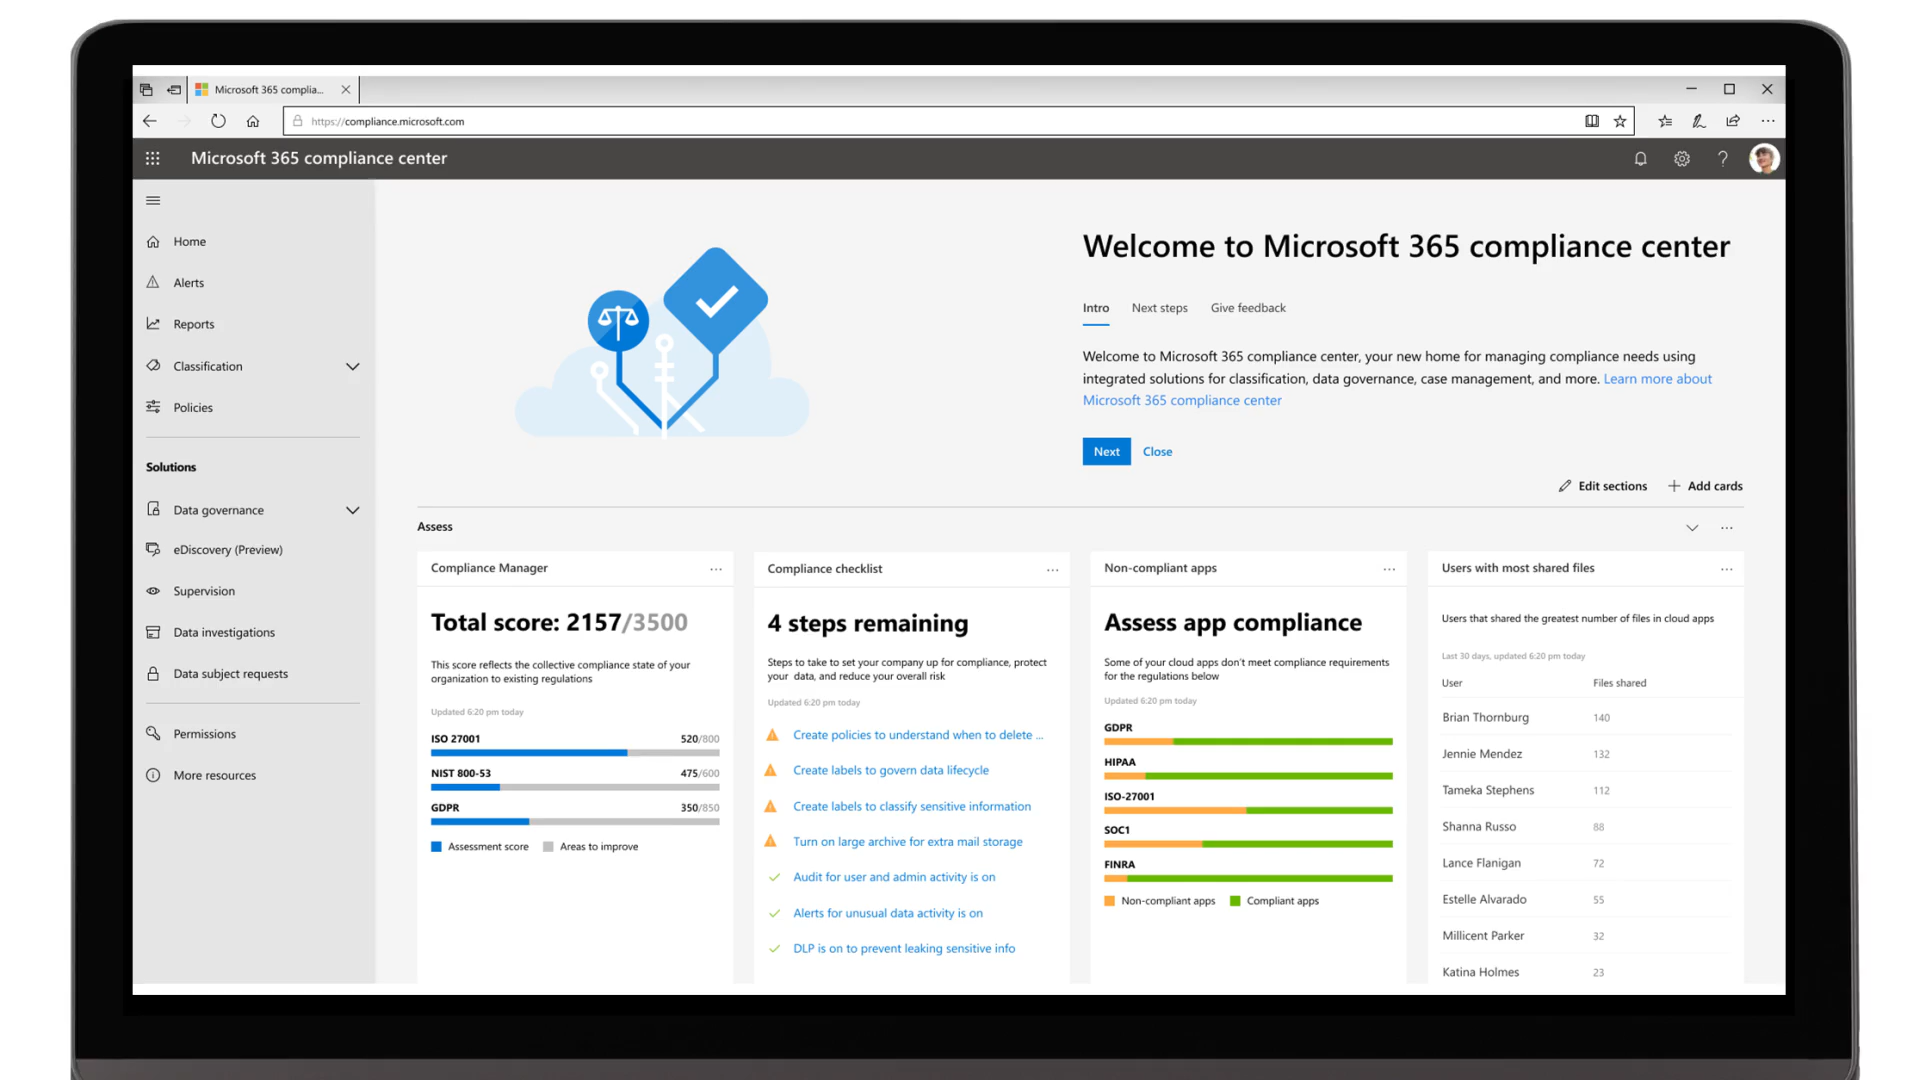 Microsoft 365 complia...
https://compliance.microsoft.com
Microsoft 365 compliance center
Home
Alerts
Reports
Classification
Policies
Solutions
Data governance
eDiscovery (Preview)
Supervision
Data investigations
Data subject requests
Permissions
More resources
Welcome to Microsoft 365 compliance center
Intro Next steps Give feedback
Welcome to Microsoft 365 compliance center, your new home for managing compliance needs using
integrated solutions for classification, data governance, case management, and more. Learn more about
Microsoft 365 compliance center
Next Close
Edit sections Add cards
Assess
Compliance Manager
Total score: 2157/3500
This score reflects the collective compliance state of your
organization to existing regulations
Updated 6:20 pm today
ISO 27001 520/800
NIST 800-53 475/600
GDPR 350/850
Assessment score Areas to improve
Compliance checklist
4 steps remaining
Steps to take to set your company up for compliance, protect
your data, and reduce your overall risk
Updated 6:20 pm today
Create policies to understand when to delete ...
Create labels to govern data lifecycle
Create labels to classify sensitive information
Turn on large archive for extra mail storage
Audit for user and admin activity is on
Alerts for unusual data activity is on
DLP is on to prevent leaking sensitive info
Non-compliant apps
Assess app compliance
Some of your cloud apps don't meet compliance requirements
for the regulations below
Updated 6:20 pm today
GDPR
HIPAA
ISO-27001
SOC1
FINRA
Non-compliant apps Compliant apps
Users with most shared files
Users that shared the greatest number of files in cloud apps
Last 30 days, updated 6:20 pm today
User Files shared
Brian Thornburg 140
Jennie Mendez 132
Tameka Stephens 112
Shanna Russo 88
Lance Flanigan 72
Estelle Alvarado 55
Millicent Parker 32
Katina Holmes 23